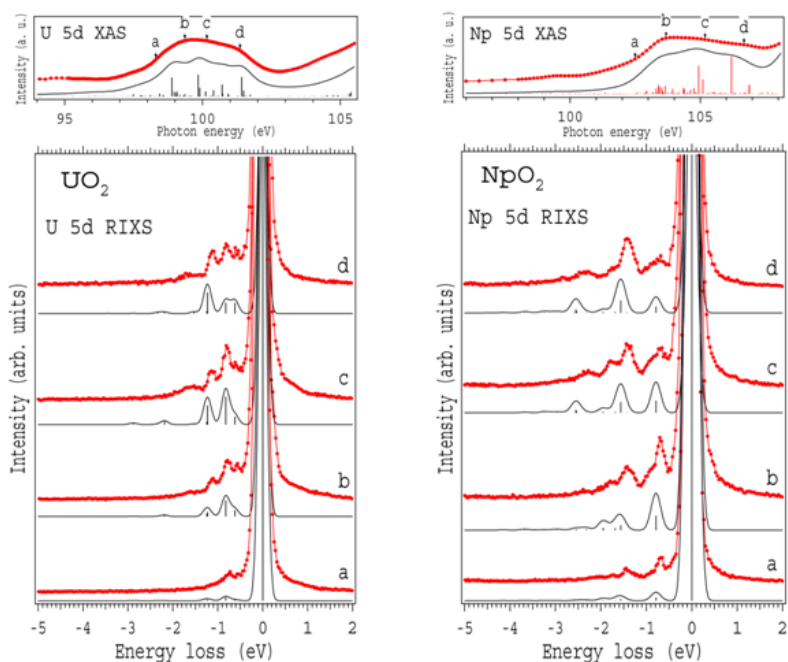 U 5d XAS
Intensity (a. u.)
a b c d
95 100 105
Photon energy (eV)
Np 5d XAS
Intensity (a. u.)
a b c d
100 105
Photon energy (eV)
UO2
U 5d RIXS
d
c
b
a
Intensity (arb. units)
-5 -4 -3 -2 -1 0 1 2
Energy loss (eV)
NpO2
Np 5d RIXS
d
c
b
a
Intensity (arb. units)
-5 -4 -3 -2 -1 0 1 2
Energy loss (eV)